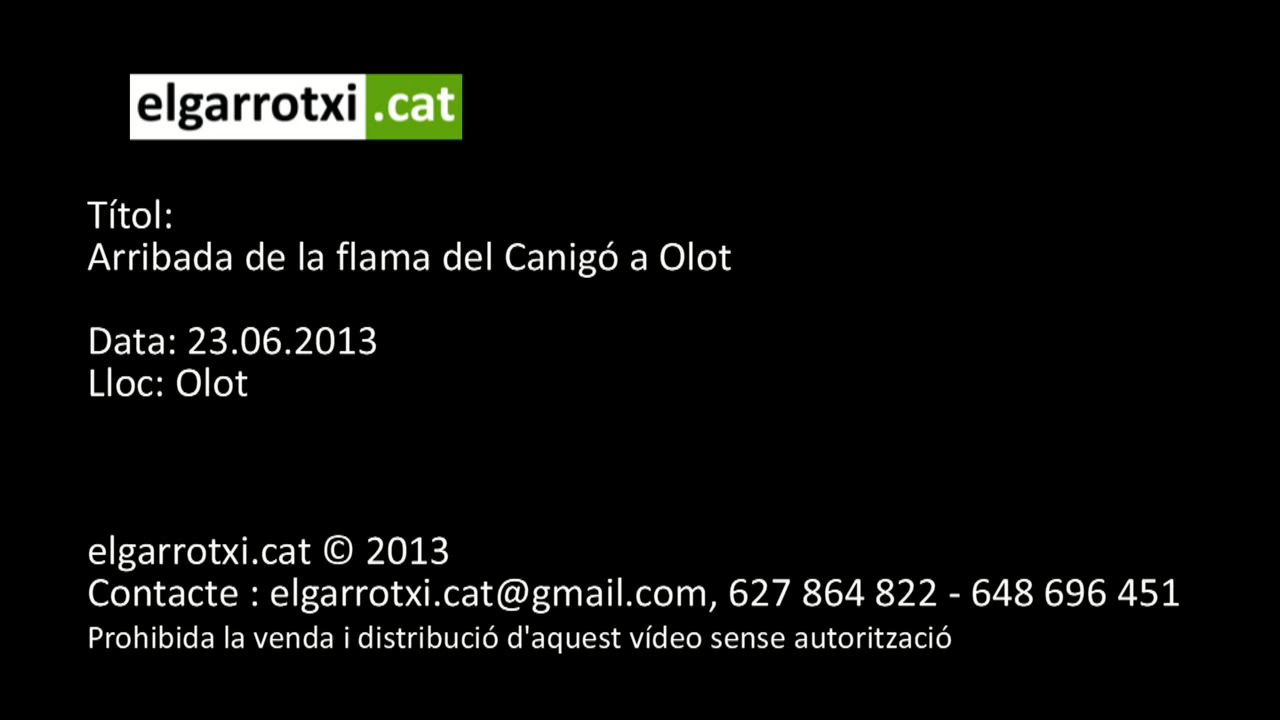 elgarrotxi.cat
Títol:
Arribada de la flama del Canigó a Olot
Data: 23.06.2013
Lloc: Olot
elgarrotxi.cat © 2013
Contacte : elgarrotxi.cat@gmail.com, 627 864 822 - 648 696 451
Prohibida la venda i distribució d'aquest vídeo sense autorització